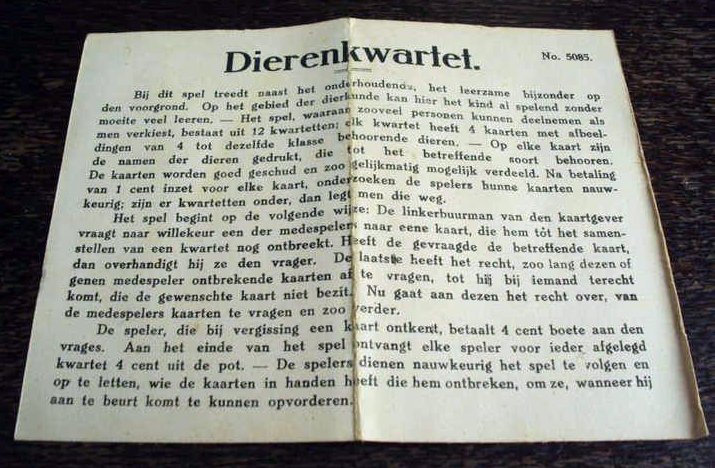 Dierenkwartet.
No. 5085.
Bij dit spel treedt naast het onderhoudende, het leerzame bijzonder op
den voorgrond. Op het gebied der dierkunde kan hier het kind al spelend zonder
moeite veel leeren. — Het spel, waaraan zooveel personen kunnen deelnemen als
men verkiest, bestaat uit 12 kwartetten; elk kwartet heeft 4 kaarten met afbeel-
dingen van 4 tot dezelfde klasse behoorende dieren. — Op elke kaart zijn
de namen der dieren gedrukt, die tot het betreffende soort behooren.
De kaarten worden goed geschud en zoo gelijkmatig mogelijk verdeeld. Na betaling
van 1 cent inzet voor elke kaart, onderzoeken de spelers hunne kaarten nauw-
keurig; zijn er kwartetten onder, dan legt men die weg.
Het spel begint op de volgende wijze: De linkerbuurman van den kaartgever
vraagt naar willekeur een der medespelers naar eene kaart, die hem tot het samen-
stellen van een kwartet nog ontbreekt. Heeft de gevraagde de betreffende kaart,
dan overhandigt hij ze den vrager. De laatste heeft het recht, zoo lang dezen of
genen medespeler ontbrekende kaarten af te vragen, tot hij bij iemand terecht
komt, die de gewenschte kaart niet bezit. Nu gaat aan dezen het recht over, van
de medespelers kaarten te vragen en zoo verder.
De speler, die bij vergissing een kaart ontkent, betaalt 4 cent boete aan den
vrages. Aan het einde van het spel ontvangt elke speler voor ieder afgelegd
kwartet 4 cent uit de pot. — De spelers dienen nauwkeurig het spel te volgen en
op te letten, wie de kaarten in handen heeft die hem ontbreken, om ze, wanneer hij
aan te beurt komt te kunnen opvorderen.